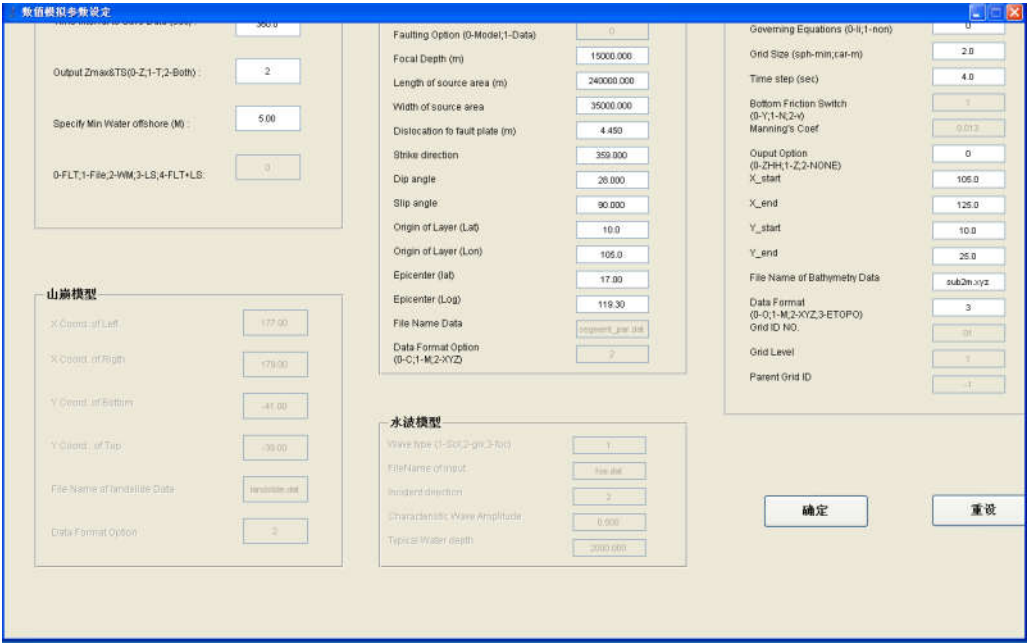 数值模拟参数设定
360.0
Output Zmax&TS(0-Z;1-T;2-Both) : 2
Specify Min Water offshore (M) : 5.00
0-FLT;1-File;2-WM;3-LS;4-FLT+LS: 0
Faulting Option (0-Model;1-Data) 0
Focal Depth (m) 15000.000
Length of source area (m) 240000.000
Width of source area 35000.000
Dislocation fo fault plate (m) 4.450
Strike direction 359.000
Dip angle 28.000
Slip angle 90.000
Origin of Layer (Lat) 10.0
Origin of Layer (Lon) 105.0
Epicenter (lat) 17.00
Epicenter (Log) 119.30
File Name Data segment_par.dat
Data Format Option
(0-C;1-M;2-XYZ) 2
Governing Equations (0-li;1-non) 0
Grid Size (sph-min;car-m) 2.0
Time step (sec) 4.0
Bottom Friction Switch
(0-Y;1-N;2-v) 1
Manning's Coef 0.013
Ouput Option
(0-ZHH;1-Z;2-NONE) 0
X_start 105.0
X_end 125.0
Y_start 10.0
Y_end 25.0
File Name of Bathymetry Data sub2m.xyz
Data Format
(0-O;1-M;2-XYZ,3-ETOPO) 3
Grid ID NO. 01
Grid Level 1
Parent Grid ID -1
山崩模型
X Coord. of Left 177.00
X Coord. of Rigth 179.00
Y Coord. of Bottom -41.00
Y Coord. of Top -39.00
File Name of landslide Data landslide.dat
Data Format Option 2
水波模型
Wave type (1-Sol;2-giv;3-foc) 1
FileName of input fse.dat
Incident direction 2
Characteristic Wave Amplitude 0.500
Typical Water depth 2000.000
确定
重设